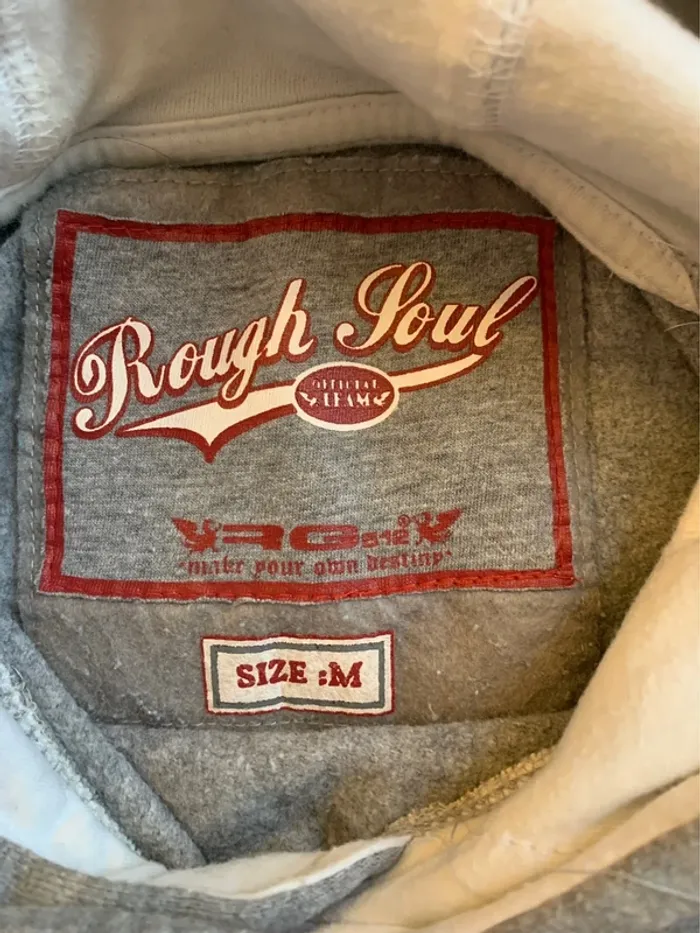 Rough Soul
OFFICIAL
TEAM
RG512
"make your own destiny"
SIZE :M